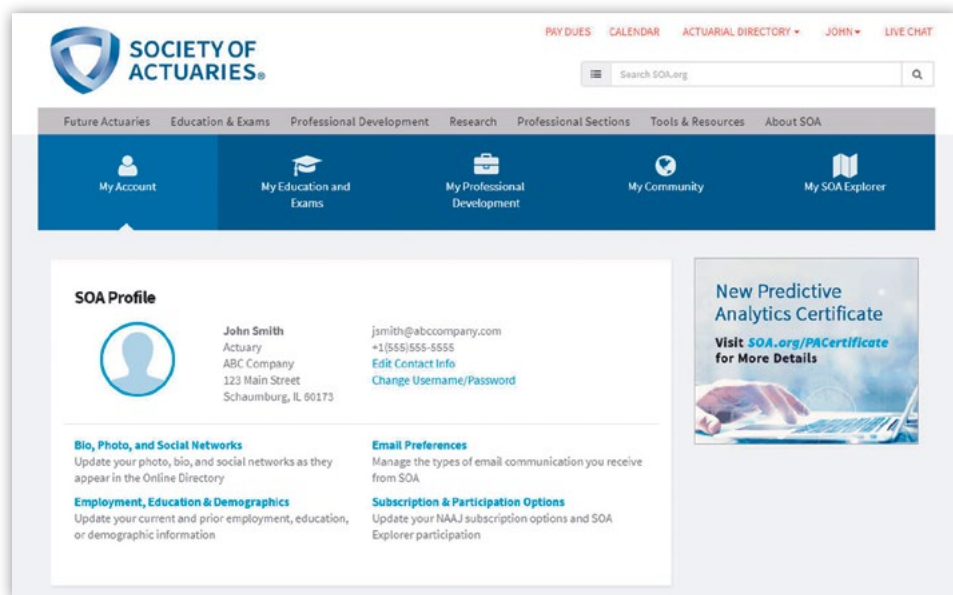 SOCIETY OF
ACTUARIES®
PAY DUES CALENDAR ACTUARIAL DIRECTORY JOHN LIVE CHAT
Search SOA.org
Future Actuaries Education & Exams Professional Development Research Professional Sections Tools & Resources About SOA
My Account
My Education and
Exams
My Professional
Development
My Community
My SOA Explorer
SOA Profile
John Smith
Actuary
ABC Company
123 Main Street
Schaumburg, IL 60173
jsmith@abccompany.com
+1(555)555-5555
Edit Contact Info
Change Username/Password
Bio, Photo, and Social Networks
Update your photo, bio, and social networks as they
appear in the Online Directory
Email Preferences
Manage the types of email communication you receive
from SOA
Employment, Education & Demographics
Update your current and prior employment, education,
or demographic information
Subscription & Participation Options
Update your NAAJ subscription options and SOA
Explorer participation
New Predictive
Analytics Certificate
Visit SOA.org/PACertificate
for More Details